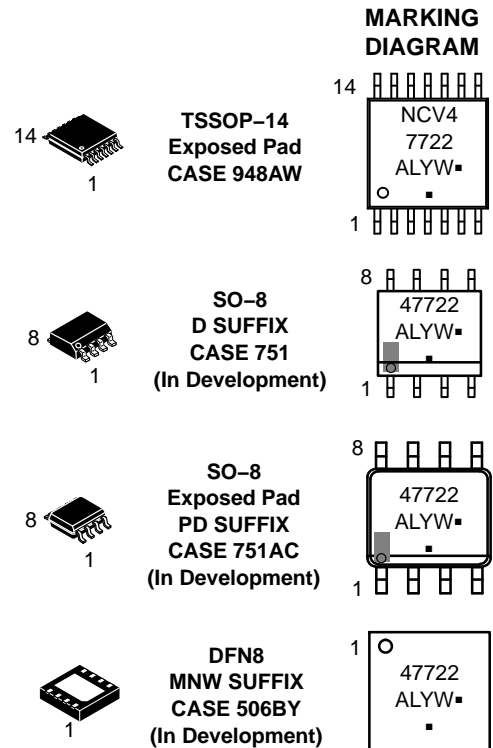 MARKING
DIAGRAM
14
1
TSSOP−14
Exposed Pad
CASE 948AW
14
NCV4
7722
ALYW▪
▪
1
8
1
SO−8
D SUFFIX
CASE 751
(In Development)
8
47722
ALYW▪
▪
1
8
1
SO−8
Exposed Pad
PD SUFFIX
CASE 751AC
(In Development)
8
47722
ALYW▪
▪
1
1
DFN8
MNW SUFFIX
CASE 506BY
(In Development)
1
47722
ALYW▪
▪